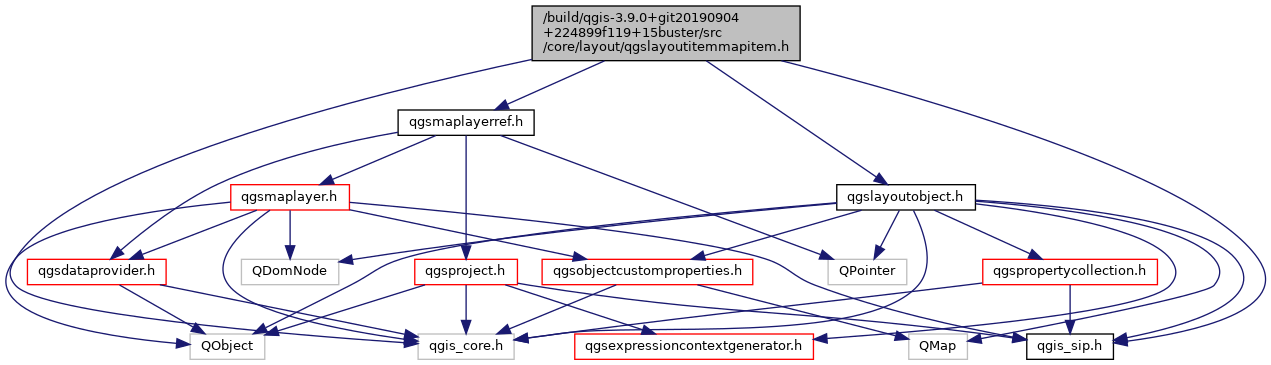 /build/qgis-3.9.0+git20190904
+224899f119+15buster/src
/core/layout/qgslayoutitemmapitem.h
qgsmaplayerref.h
qgsmaplayer.h
qgslayoutobject.h
qgsdataprovider.h
QDomNode
qgsproject.h
qgsobjectcustomproperties.h
QPointer
qgspropertycollection.h
QObject
qgis_core.h
qgsexpressioncontextgenerator.h
QMap
qgis_sip.h